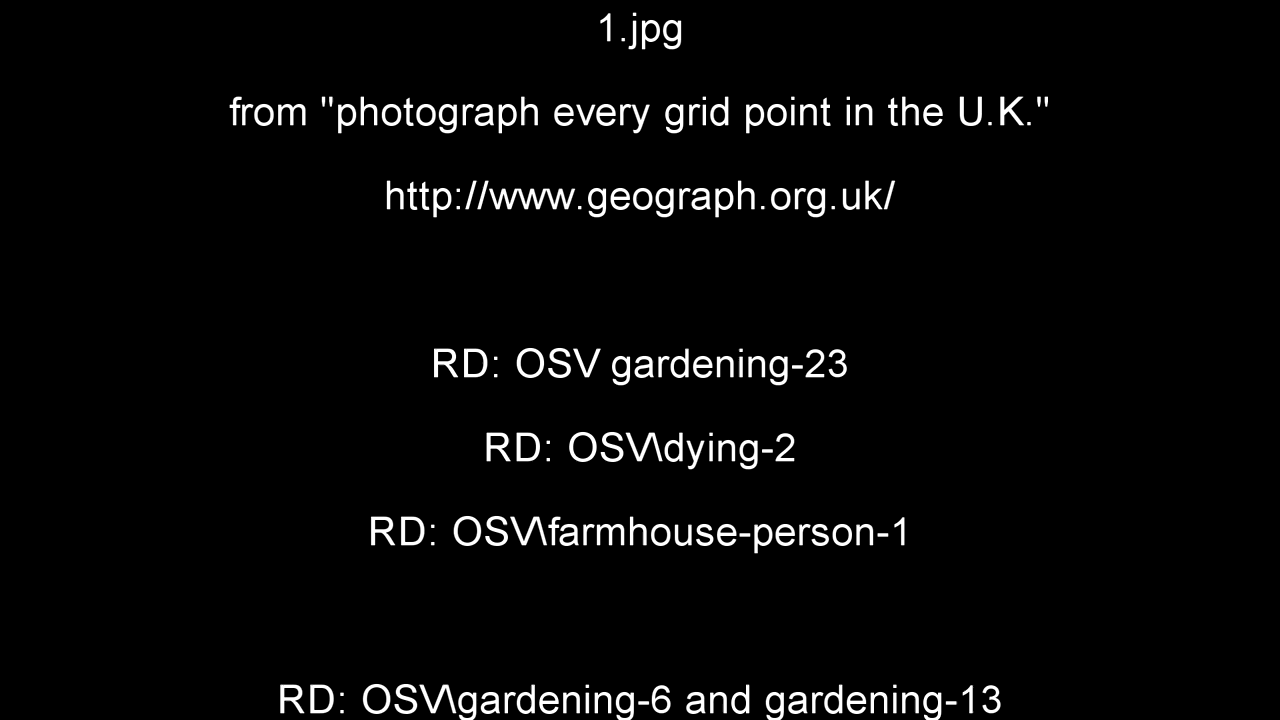 1.jpg
from "photograph every grid point in the U.K."
http://www.geograph.org.uk/
RD: OSV gardening-23
RD: OSV\dying-2
RD: OSV\farmhouse-person-1
RD: OSV\gardening-6 and gardening-13